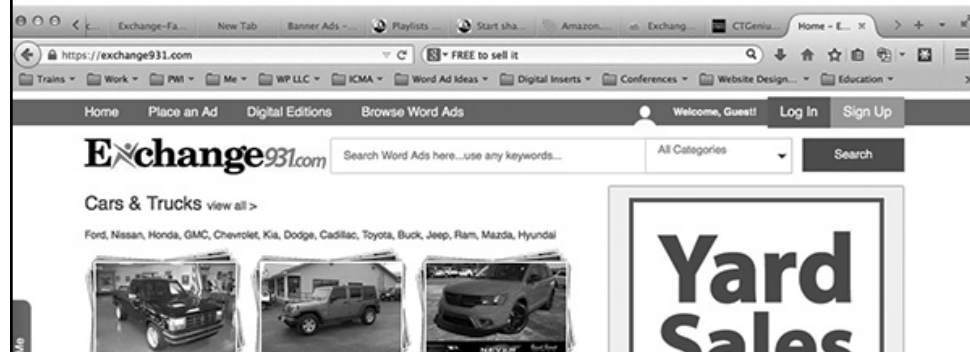 c... Exchange-Fa... New Tab Banner Ads -... Playlists ... Start sha... Amazon.... Exchang... CTGeniu... Home - E... ×
https://exchange931.com FREE to sell it
Trains Work PWI Me WP LLC ICMA Word Ad Ideas Digital Inserts Conferences Website Design... Education
Home Place an Ad Digital Editions Browse Word Ads Welcome, Guest! Log In Sign Up
Exchange931.com Search Word Ads here...use any keywords... All Categories Search
Cars & Trucks view all >
Ford, Nissan, Honda, GMC, Chevrolet, Kia, Dodge, Cadillac, Toyota, Buck, Jeep, Ram, Mazda, Hyundai
Yard
Sales
NEVER
Me